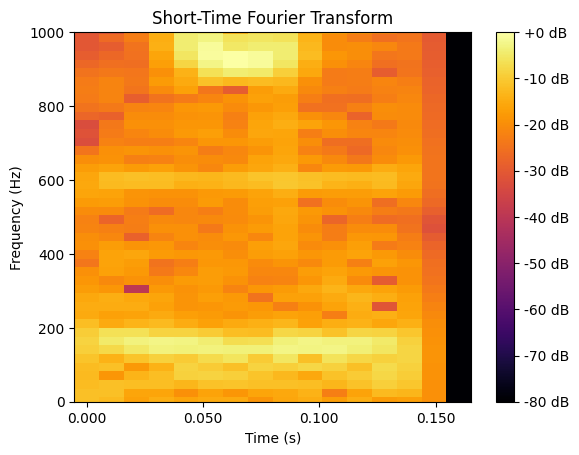 Short-Time Fourier Transform
1000
800
600
400
200
0
Frequency (Hz)
0.000
0.050
0.100
0.150
Time (s)
+0 dB
-10 dB
-20 dB
-30 dB
-40 dB
-50 dB
-60 dB
-70 dB
-80 dB